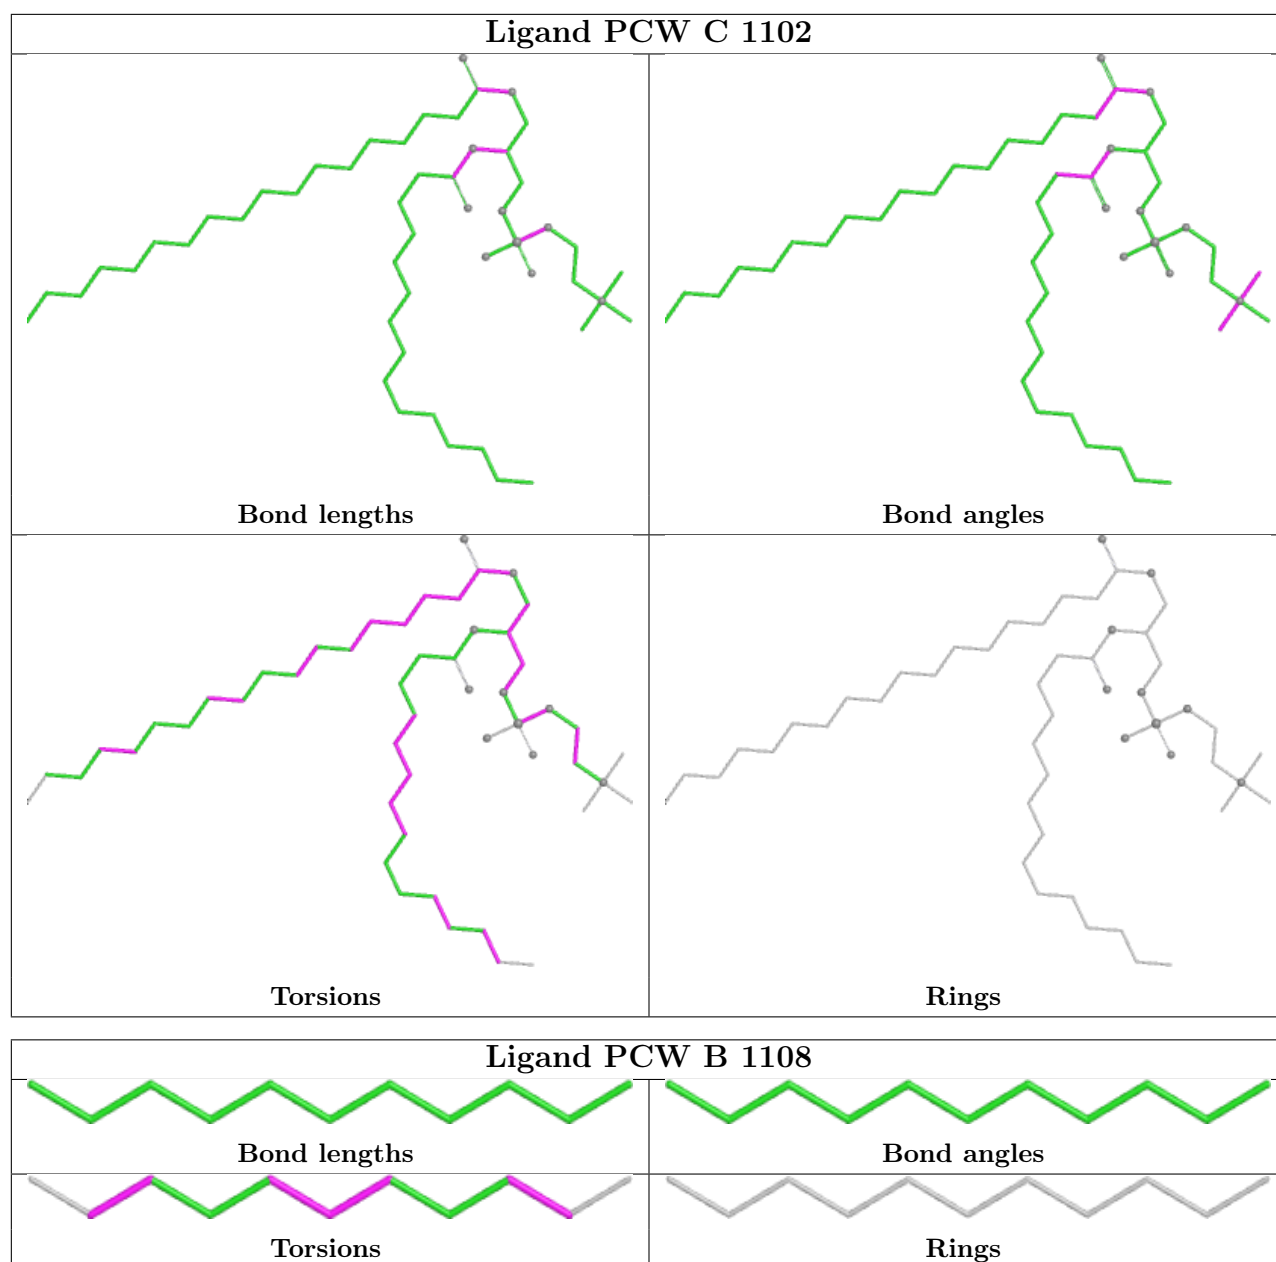 Ligand PCW C 1102
Bond lengths
Bond angles
Torsions
Rings
Ligand PCW B 1108
Bond lengths
Bond angles
Torsions
Rings